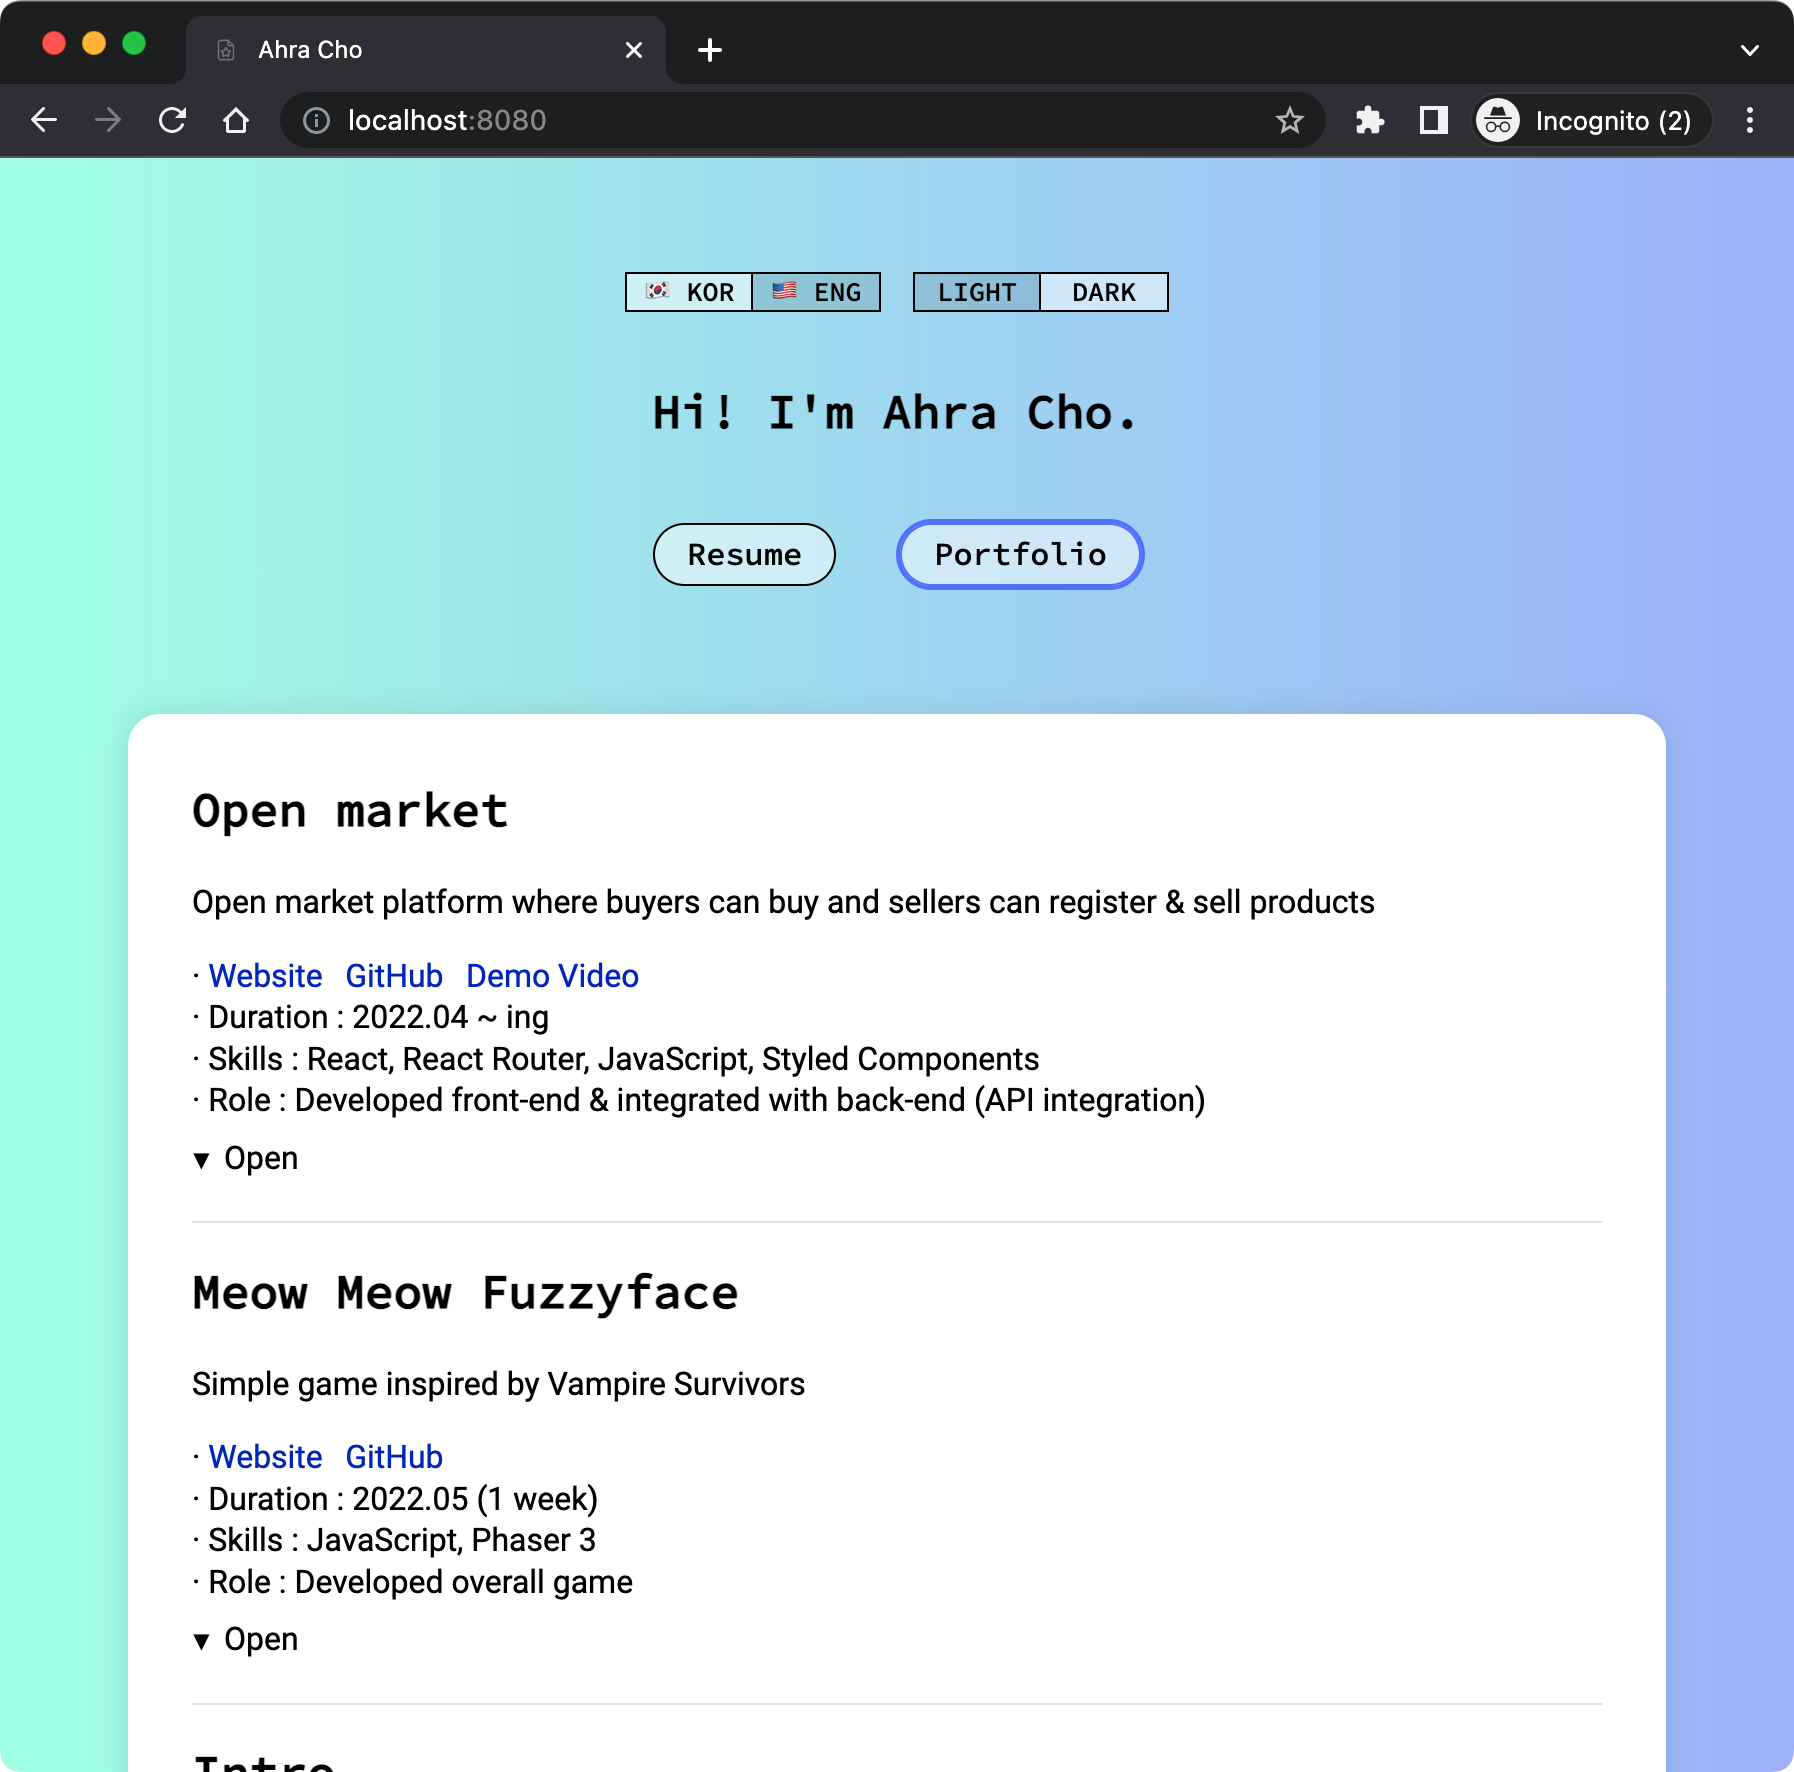 Ahra Cho
localhost:8080
Incognito (2)
KOR ENG LIGHT DARK
Hi! I'm Ahra Cho.
Resume Portfolio
Open market
Open market platform where buyers can buy and sellers can register & sell products
· Website GitHub Demo Video
· Duration : 2022.04 ~ ing
· Skills : React, React Router, JavaScript, Styled Components
· Role : Developed front-end & integrated with back-end (API integration)
▼ Open
Meow Meow Fuzzyface
Simple game inspired by Vampire Survivors
· Website GitHub
· Duration : 2022.05 (1 week)
· Skills : JavaScript, Phaser 3
· Role : Developed overall game
▼ Open
Intro